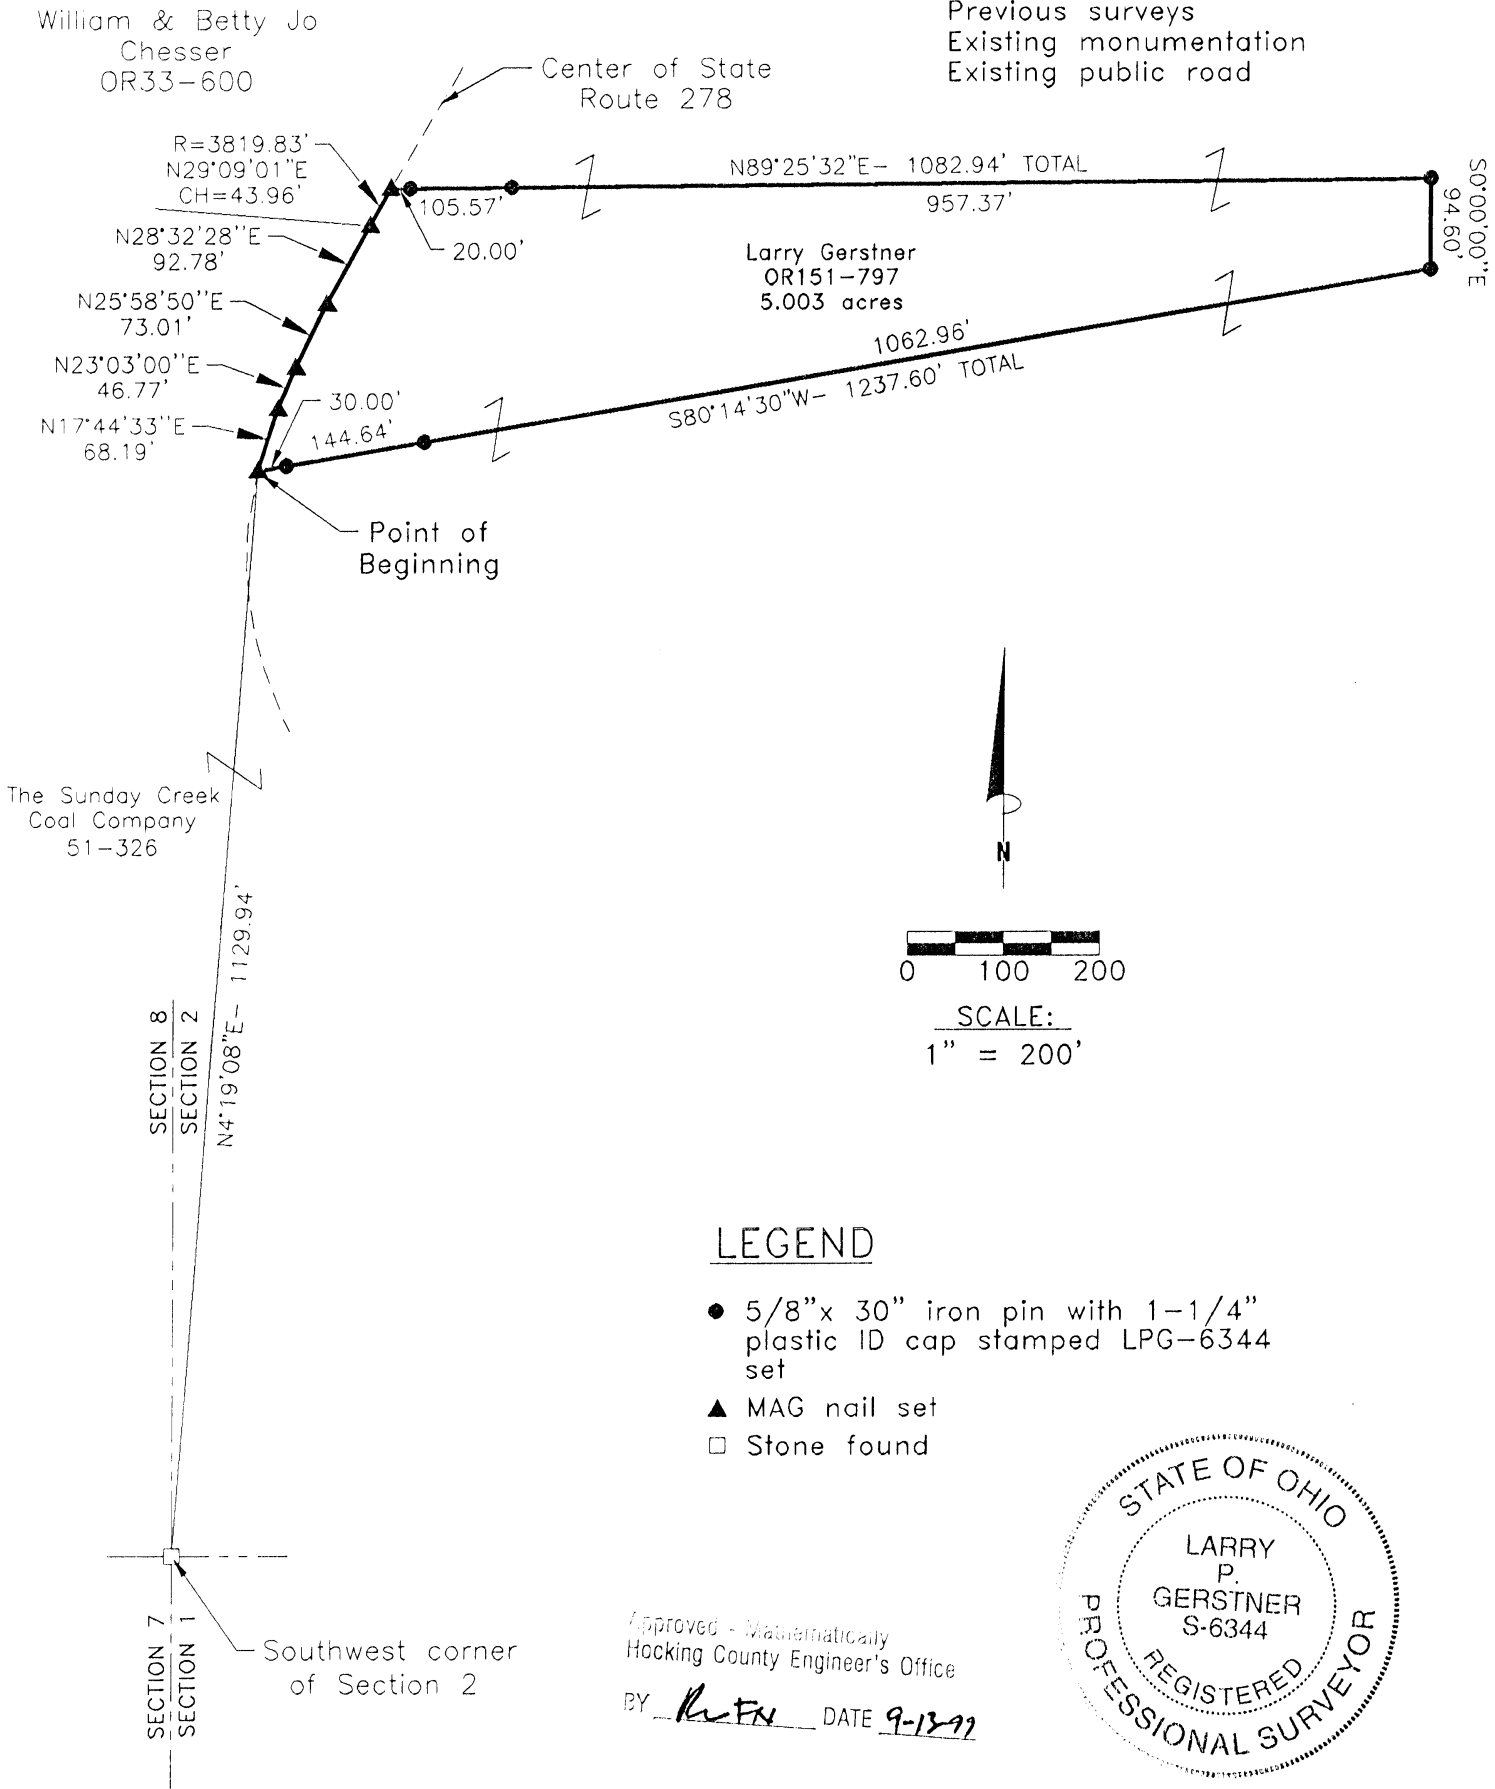 William & Betty Jo
Chesser
OR33-600
Previous surveys
Existing monumentation
Existing public road
Center of State
Route 278
R=3819.83'
N29°09'01"E
CH=43.96'
N28°32'28"E
92.78'
N25°58'50"E
73.01'
N23°03'00"E
46.77'
N17°44'33"E
68.19'
105.57'
20.00'
N89°25'32"E- 1082.94' TOTAL
957.37'
S0°00'00"E
94.60'
Larry Gerstner
OR151-797
5.003 acres
1062.96'
S80°14'30"W- 1237.60' TOTAL
30.00'
144.64'
Point of
Beginning
The Sunday Creek
Coal Company
51-326
N4°19'08"E- 1129.94'
SECTION 8
SECTION 2
SECTION 7
SECTION 1
Southwest corner
of Section 2
N
0 100 200
SCALE:
1" = 200'
LEGEND
5/8"x 30" iron pin with 1-1/4"
plastic ID cap stamped LPG-6344
set
MAG nail set
Stone found
Approved - Mathematically
Hocking County Engineer's Office
BY DATE 9-13-99
STATE OF OHIO
LARRY
P.
GERSTNER
S-6344
REGISTERED
PROFESSIONAL SURVEYOR